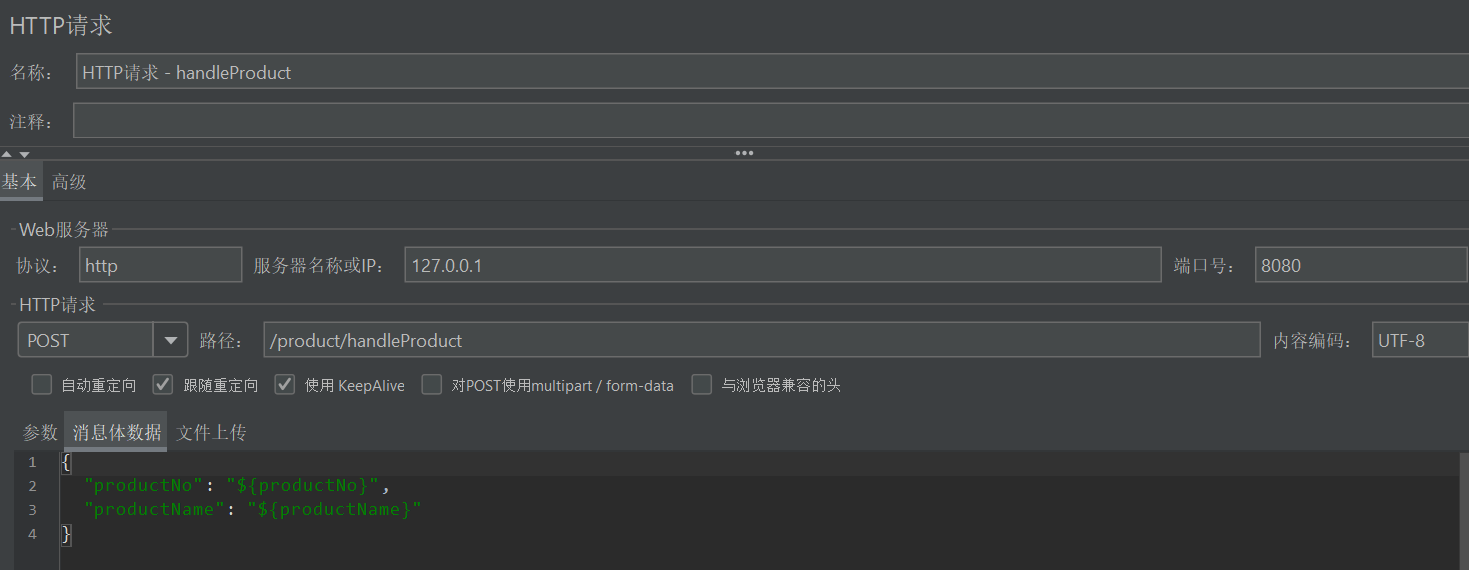 HTTP请求
名称： HTTP请求 - handleProduct
注释：
基本 高级
Web服务器
协议： http 服务器名称或IP： 127.0.0.1 端口号： 8080
HTTP请求
POST 路径： /product/handleProduct 内容编码： UTF-8
自动重定向 跟随重定向 使用 KeepAlive 对POST使用multipart / form-data 与浏览器兼容的头
参数 消息体数据 文件上传
1 {
2 "productNo": "${productNo}",
3 "productName": "${productName}"
4 }